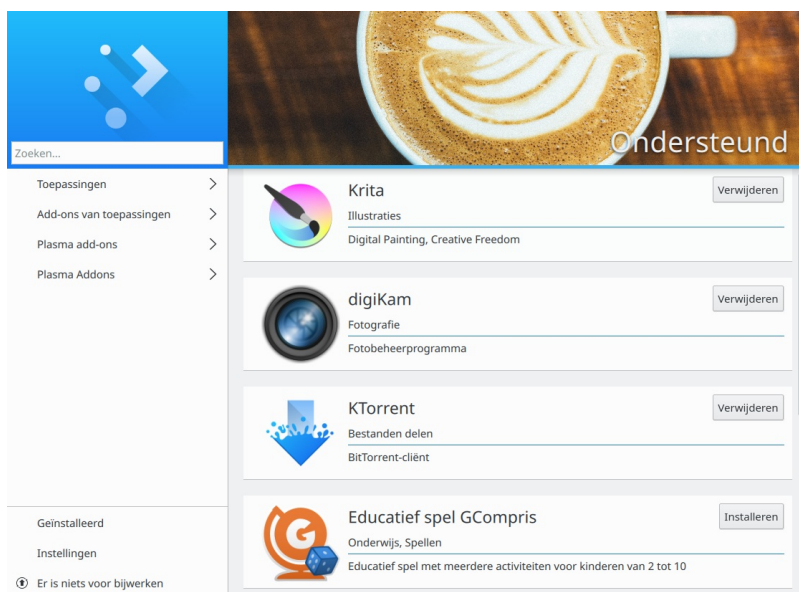 Zoeken...
Toepassingen
Add-ons van toepassingen
Plasma add-ons
Plasma Addons
Geïnstalleerd
Instellingen
Er is niets voor bijwerken
Ondersteund
Krita
Verwijderen
Illustraties
Digital Painting, Creative Freedom
digiKam
Verwijderen
Fotografie
Fotobeheerprogramma
KTorrent
Verwijderen
Bestanden delen
BitTorrent-cliënt
Educatief spel GCompris
Installeren
Onderwijs, Spellen
Educatief spel met meerdere activiteiten voor kinderen van 2 tot 10